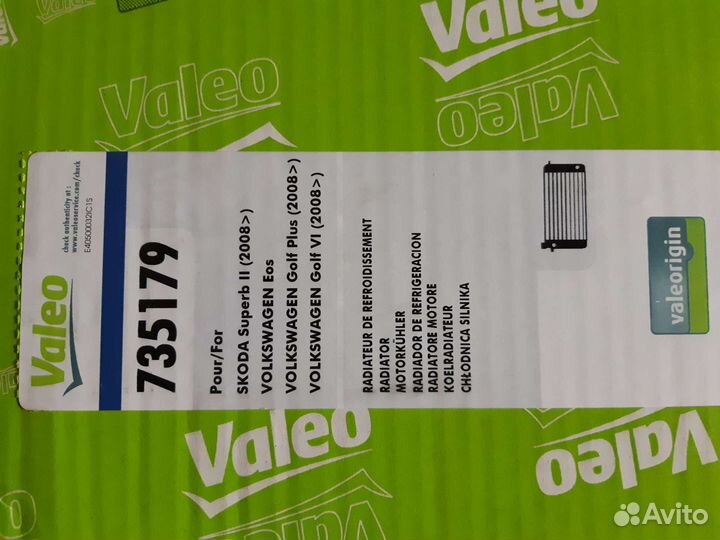 Valeo
Valeo
Valeo
Valeo
check authenticity at :
www.valeoservice.com/check
E40500032IC1S
735179
Pour/For
SKODA Superb II (2008>)
VOLKSWAGEN Eos
VOLKSWAGEN Golf Plus (2008>)
VOLKSWAGEN Golf VI (2008>)
RADIATEUR DE REFROIDISSEMENT
RADIATOR
MOTORKÜHLER
RADIADOR DE REFRIGERACION
RADIATORE MOTORE
KOELRADIATEUR
CHŁODNICA SILNIKA
valeorigin
Valeo
Valeo
Valeo
Avito